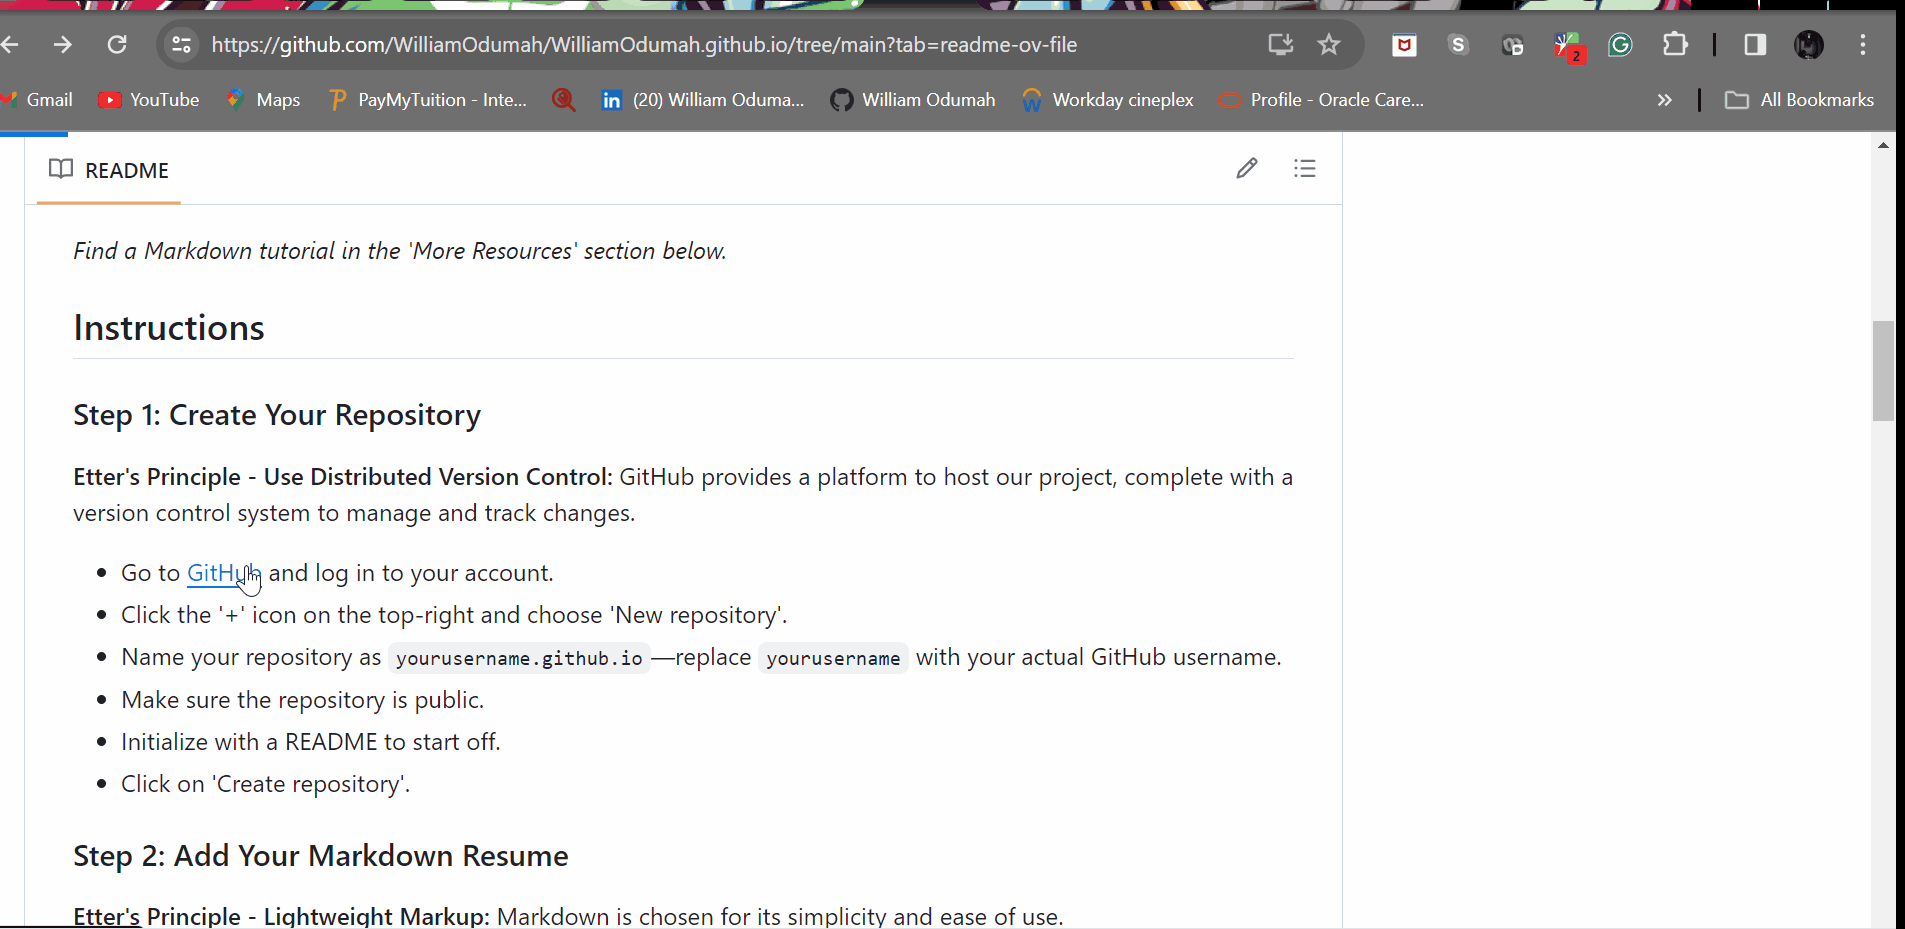 https://github.com/WilliamOdumah/WilliamOdumah.github.io/tree/main?tab=readme-ov-file
2
Gmail YouTube Maps PayMyTuition - Inte... in (20) William Oduma... William Odumah Workday cineplex Profile - Oracle Care... » All Bookmarks
README
Find a Markdown tutorial in the 'More Resources' section below.
Instructions
Step 1: Create Your Repository
Etter's Principle - Use Distributed Version Control: GitHub provides a platform to host our project, complete with a
version control system to manage and track changes.
• Go to GitHub and log in to your account.
• Click the '+' icon on the top-right and choose 'New repository'.
• Name your repository as yourusername.github.io—replace yourusername with your actual GitHub username.
• Make sure the repository is public.
• Initialize with a README to start off.
• Click on 'Create repository'.
Step 2: Add Your Markdown Resume
Etter's Principle - Lightweight Markup: Markdown is chosen for its simplicity and ease of use.